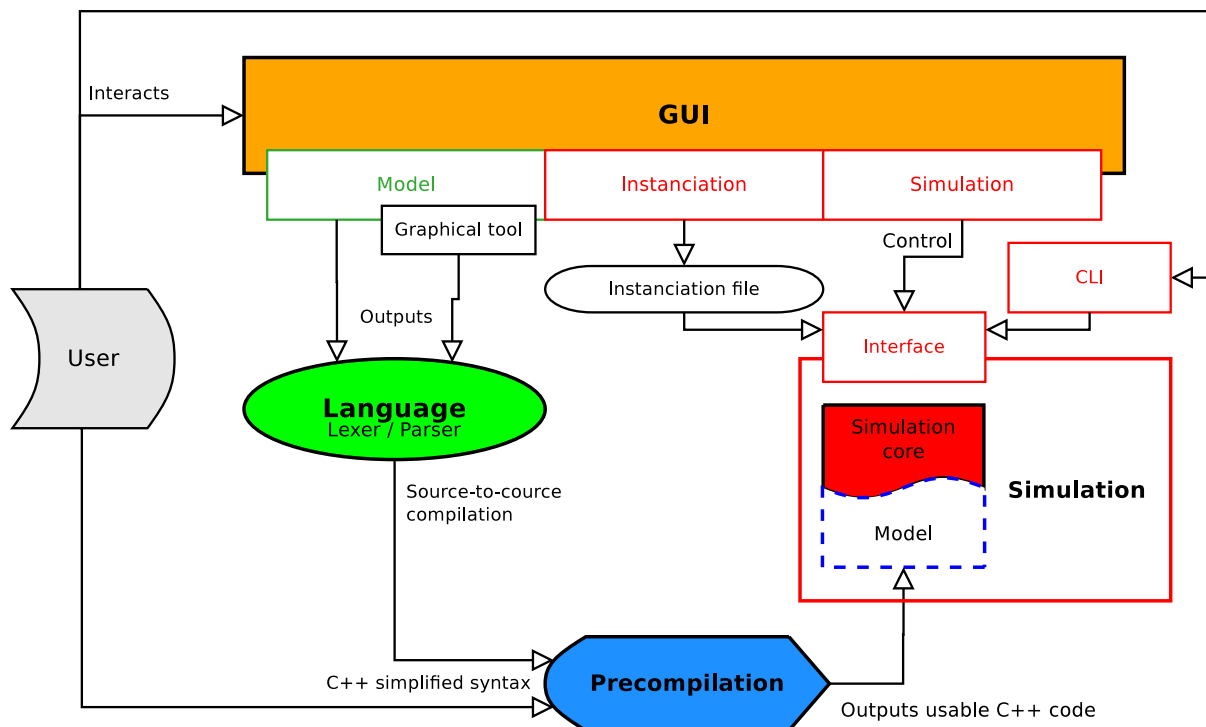 Interacts
GUI
Model
Instanciation
Simulation
Graphical tool
Control
CLI
Instanciation file
Outputs
Interface
User
Language
Lexer / Parser
Simulation
core
Simulation
Model
Source-to-cource
compilation
C++ simplified syntax
Precompilation
Outputs usable C++ code